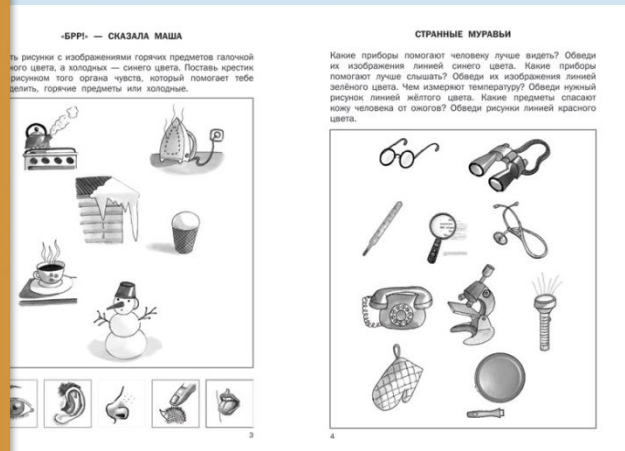 «БРР!» — СКАЗАЛА МАША
ть рисунки с изображениями горячих предметов галочкой
ного цвета, а холодных — синего цвета. Поставь крестик
рисунком того органа чувств, который помогает тебе
делить, горячие предметы или холодные.
3
СТРАННЫЕ МУРАВЬИ
Какие приборы помогают человеку лучше видеть? Обведи
их изображения линией синего цвета. Какие приборы
помогают лучше слышать? Обведи их изображения линией
зелёного цвета. Чем измеряют температуру? Обведи нужный
рисунок линией жёлтого цвета. Какие предметы спасают
кожу человека от ожогов? Обведи рисунки линией красного
цвета.
4